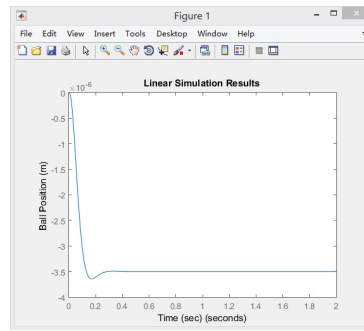 Figure 1
File Edit View Insert Tools Desktop Window Help
Linear Simulation Results
×10^-6
0
-0.5
-1
-1.5
-2
-2.5
-3
-3.5
-4
Ball Position (m)
0 0.2 0.4 0.6 0.8 1 1.2 1.4 1.6 1.8 2
Time (sec) (seconds)